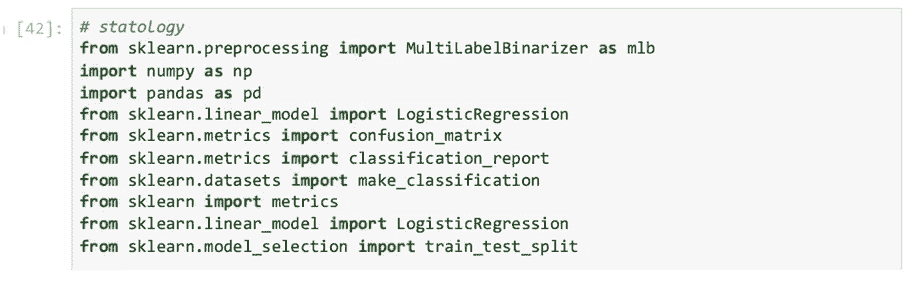 [42]: # statology
from sklearn.preprocessing import MultiLabelBinarizer as mlb
import numpy as np
import pandas as pd
from sklearn.linear_model import LogisticRegression
from sklearn.metrics import confusion_matrix
from sklearn.metrics import classification_report
from sklearn.datasets import make_classification
from sklearn import metrics
from sklearn.linear_model import LogisticRegression
from sklearn.model_selection import train_test_split